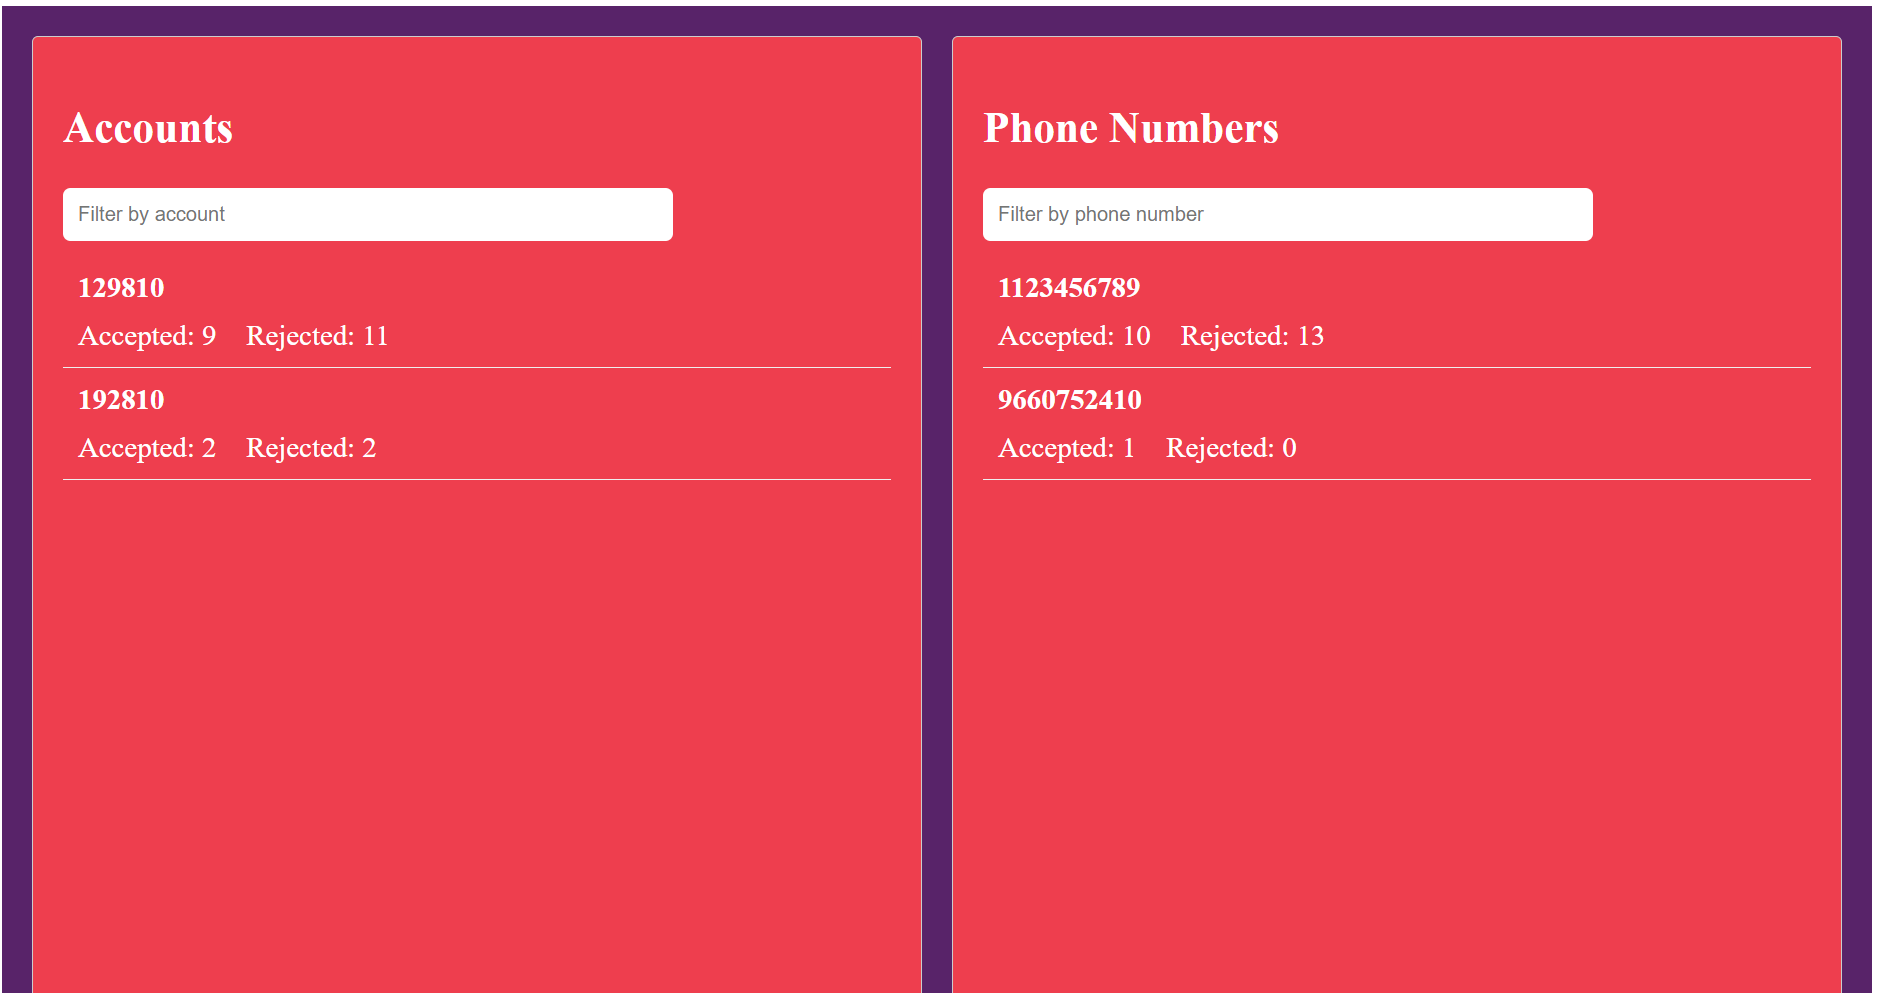 Accounts
Filter by account
129810
Accepted: 9 Rejected: 11
192810
Accepted: 2 Rejected: 2
Phone Numbers
Filter by phone number
1123456789
Accepted: 10 Rejected: 13
9660752410
Accepted: 1 Rejected: 0